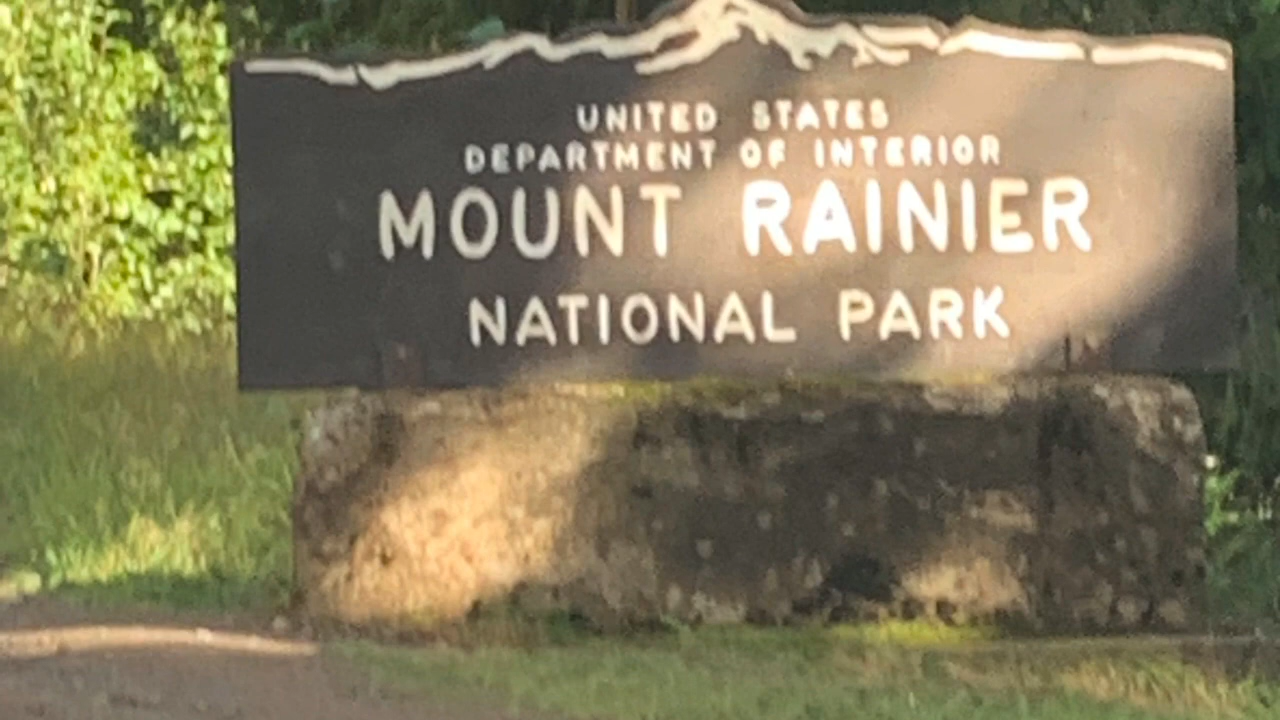 UNITED STATES
DEPARTMENT OF INTERIOR
MOUNT RAINIER
NATIONAL PARK